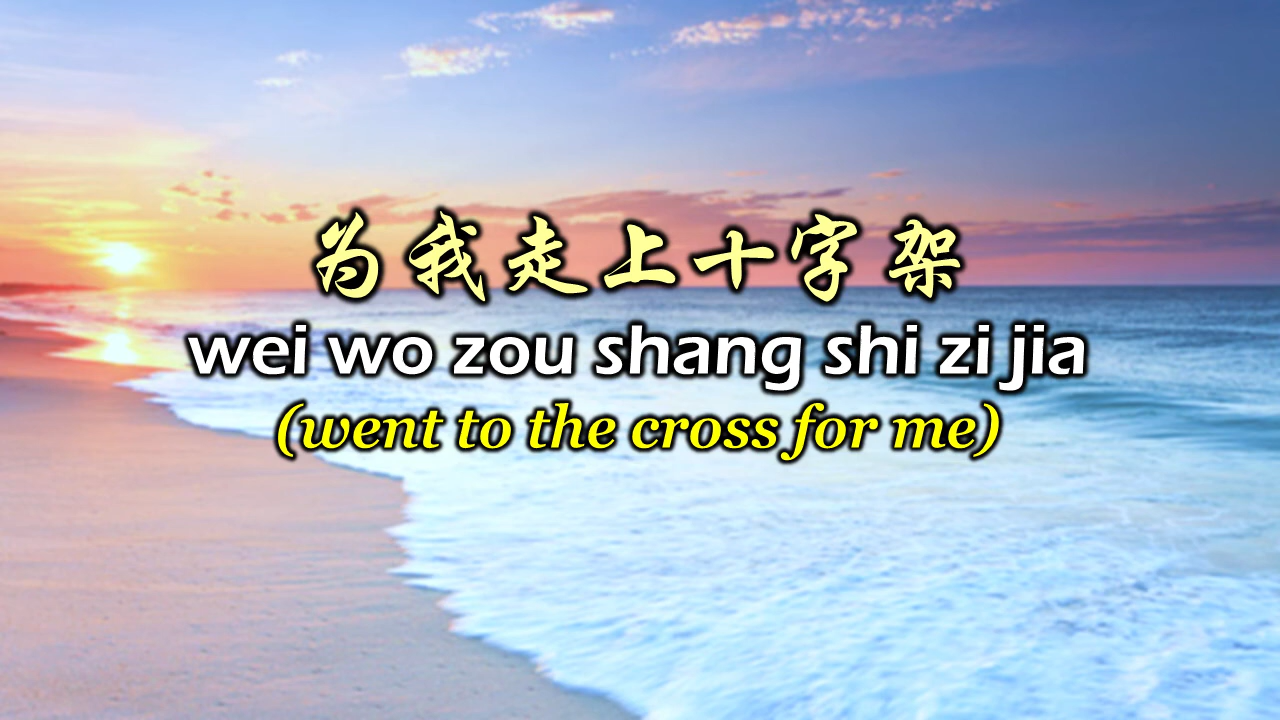 为我走上十字架
wei wo zou shang shi zi jia
(went to the cross for me)